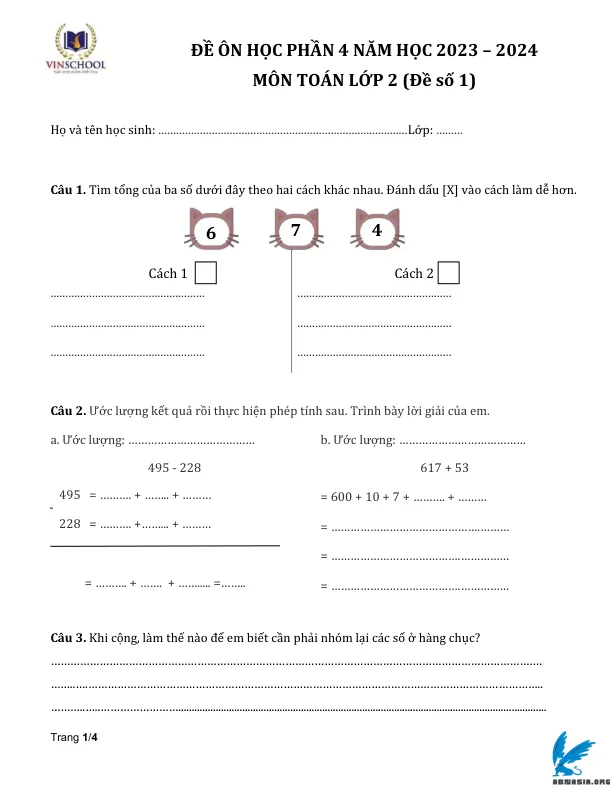 VINSCHOOL
ĐỀ ÔN HỌC PHẦN 4 NĂM HỌC 2023 – 2024
MÔN TOÁN LỚP 2 (Đề số 1)
Họ và tên học sinh: ……………………………………………………………………………Lớp: ………
Câu 1. Tìm tổng của ba số dưới đây theo hai cách khác nhau. Đánh dấu [X] vào cách làm dễ hơn.
6 7 4
Cách 1 Cách 2
…………………………………………… ……………………………………………
…………………………………………… ……………………………………………
…………………………………………… ……………………………………………
Câu 2. Ước lượng kết quả rồi thực hiện phép tính sau. Trình bày lời giải của em.
a. Ước lượng: ………………………………… b. Ước lượng: …………………………………
495 - 228 617 + 53
495 = ………. + …….. + ……… = 600 + 10 + 7 + ………. + ………
-
228 = ………. +…….. + ……… = ………………………………………………
= ………………………………………………
= ………. + ……. + ………. =…….. = ………………………………………………
Câu 3. Khi cộng, làm thế nào để em biết cần phải nhóm lại các số ở hàng chục?
………………………………………………………………………………………………………………………………
………………………………………………………………………………………………………………………………
………………………………………………………………………………………………………………………………
Trang 1/4
ABNASIA.ORG